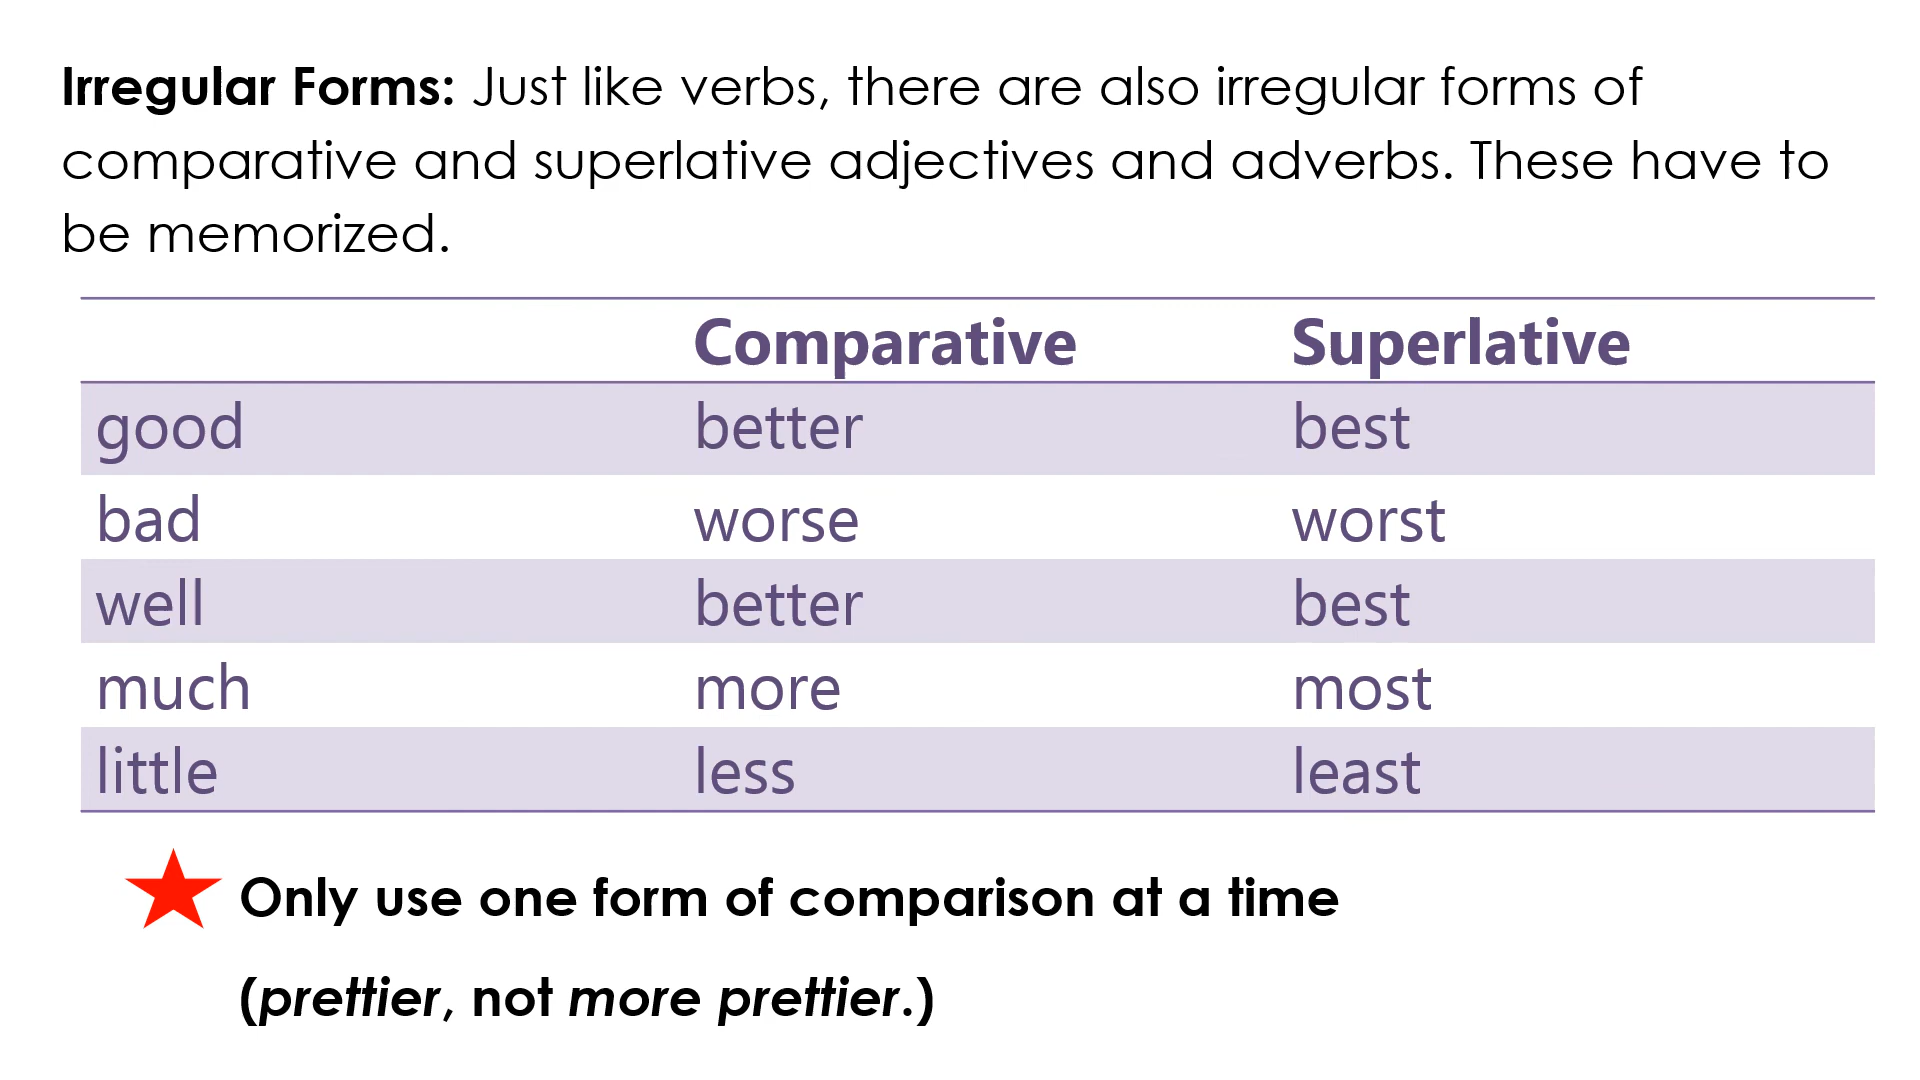 Irregular Forms: Just like verbs, there are also irregular forms of
comparative and superlative adjectives and adverbs. These have to
be memorized.
Comparative Superlative
good better best
bad worse worst
well better best
much more most
little less least
Only use one form of comparison at a time
(prettier, not more prettier.)